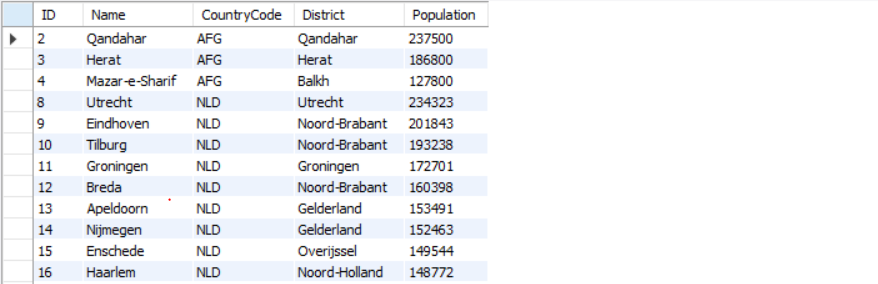 ID Name CountryCode District Population
2 Qandahar AFG Qandahar 237500
3 Herat AFG Herat 186800
4 Mazar-e-Sharif AFG Balkh 127800
8 Utrecht NLD Utrecht 234323
9 Eindhoven NLD Noord-Brabant 201843
10 Tilburg NLD Noord-Brabant 193238
11 Groningen NLD Groningen 172701
12 Breda NLD Noord-Brabant 160398
13 Apeldoorn NLD Gelderland 153491
14 Nijmegen NLD Gelderland 152463
15 Enschede NLD Overijssel 149544
16 Haarlem NLD Noord-Holland 148772